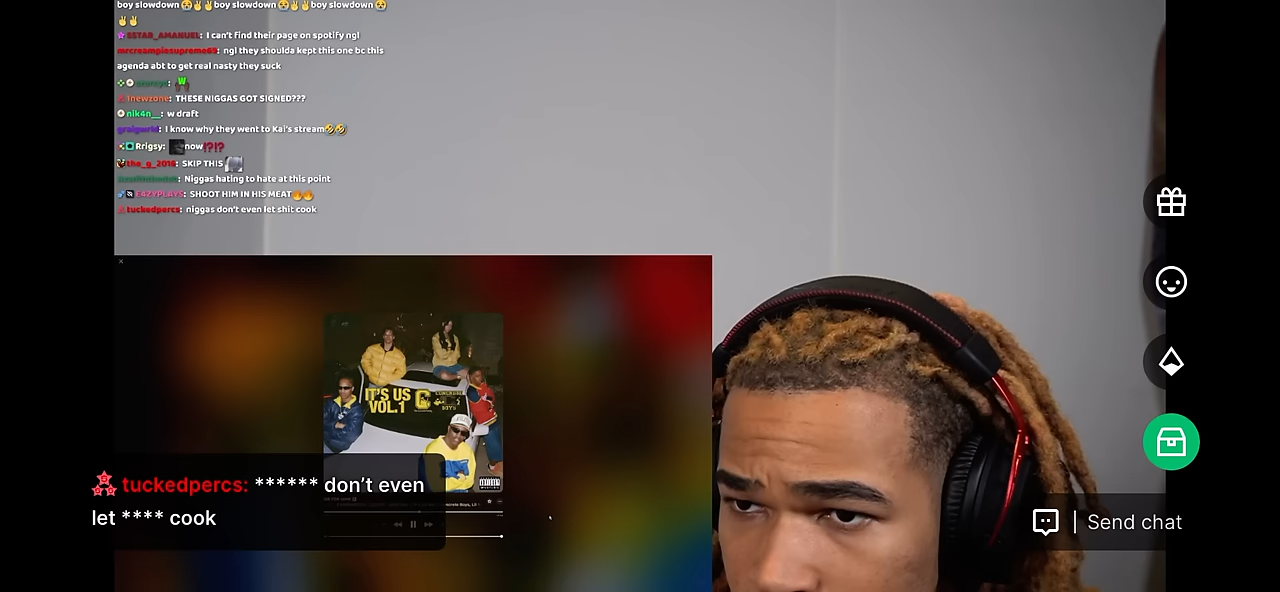 boy slowdown 😭✌✌boy slowdown 😭✌✌boy slowdown 😭
✌✌
SSTAR_AMANUEL: I can't find their page on spotify ngl
mrcreampiesupreme69: ngl they shoulda kept this one bc this
agenda abt to get real nasty they suck
1newzone: THESE NIGGAS GOT SIGNED???
nik4n__: w draft
I know why they went to Kai's stream🤣🤣
Rrigsy: now⁉⁉
the_g_2018: SKIP THIS
Niggas hating to hate at this point
E4ZYPLAYS: SHOOT HIM IN HIS MEAT🔥🔥
tuckedpercs: niggas don't even let shit cook
IT'S US
VOL.1
tuckedpercs: ****** don't even
let **** cook
Send chat